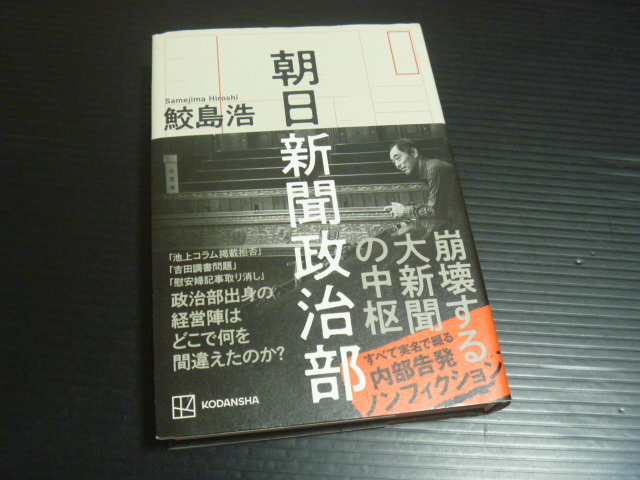 朝日新聞政治部
Samejima Hiroshi
鮫島浩
崩壊する
大新聞
の中枢
「池上コラム掲載拒否」
「吉田調書問題」
「慰安婦記事取り消し」
政治部出身の
経営陣は
どこで何を
間違えたのか?
すべて実名で綴る
内部告発
ノンフィクション
KODANSHA